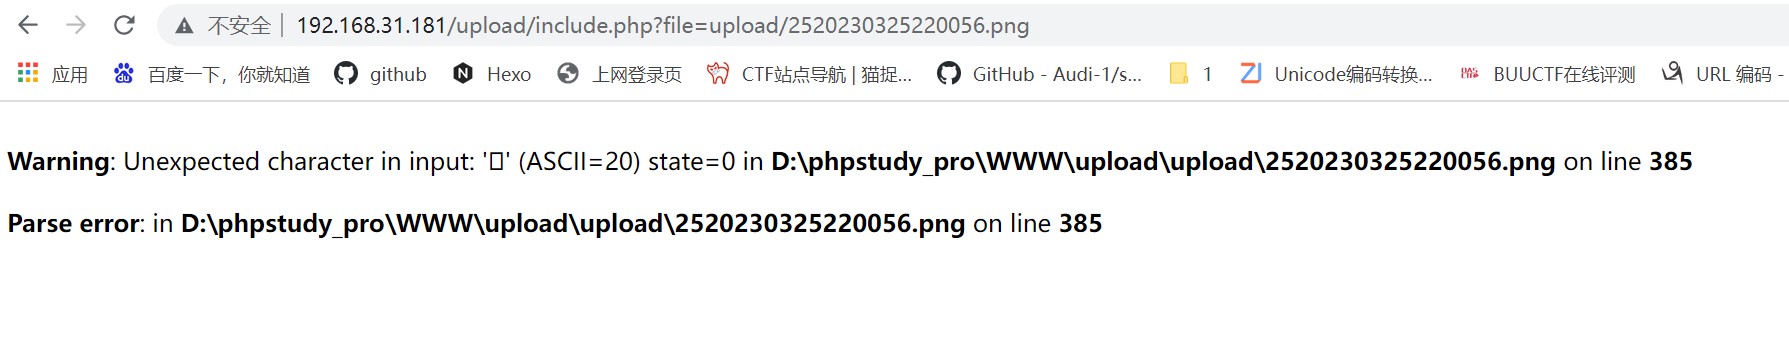 不安全 | 192.168.31.181/upload/include.php?file=upload/2520230325220056.png
应用 百度一下，你就知道 github Hexo 上网登录页 CTF站点导航 | 猫捉... GitHub - Audi-1/s... 1 Unicode编码转换... BUUCTF在线评测 URL 编码 -
Warning: Unexpected character in input: '' (ASCII=20) state=0 in D:\phpstudy_pro\WWW\upload\upload\2520230325220056.png on line 385
Parse error: in D:\phpstudy_pro\WWW\upload\upload\2520230325220056.png on line 385